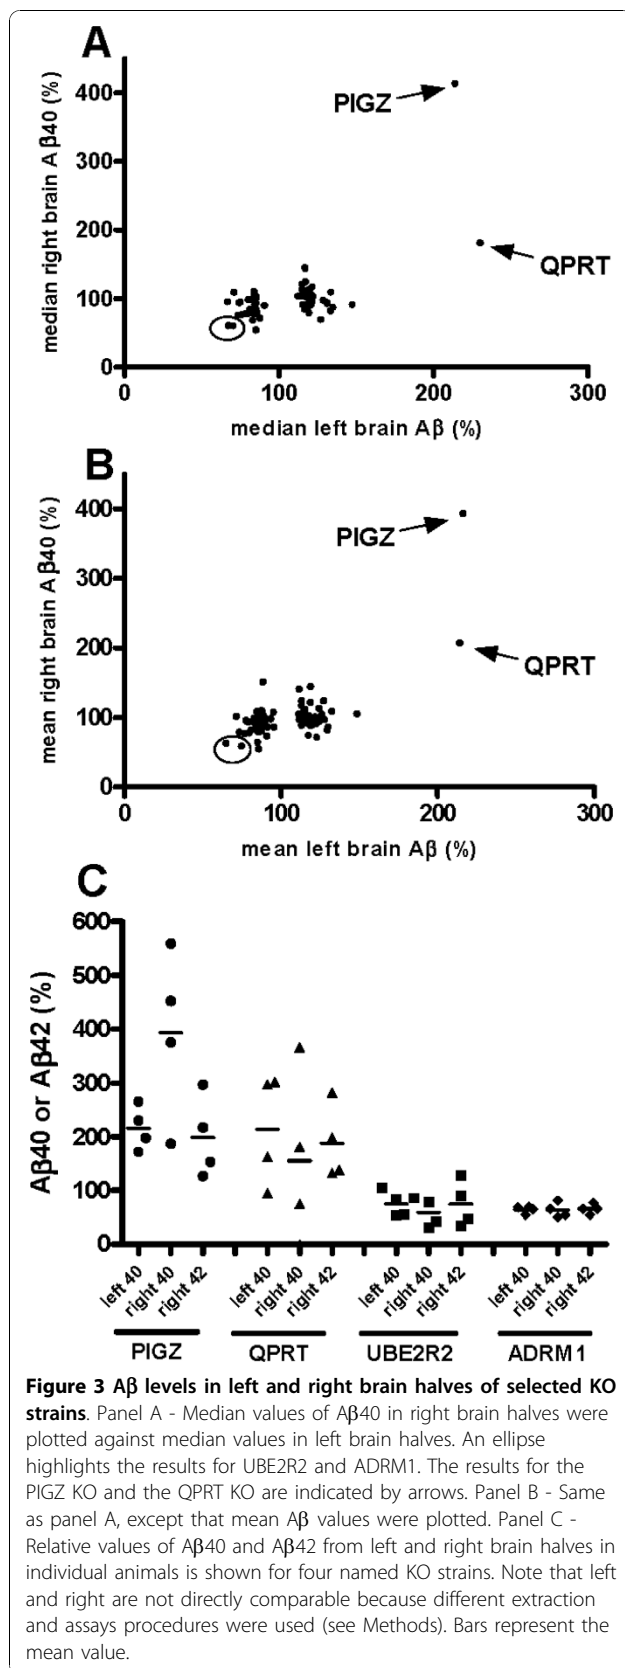 A
median right brain Aβ40 (%)
400
300
200
100
0
PIGZ
QPRT
0 100 200 300
median left brain Aβ (%)
B
mean right brain Aβ40 (%)
400
300
200
100
0
PIGZ
QPRT
0 100 200 300
mean left brain Aβ (%)
C
Aβ40 or Aβ42 (%)
600
500
400
300
200
100
0
left 40 right 40 right 42 left 40 right 40 right 42 left 40 right 40 right 42 left 40 right 40 right 42
PIGZ QPRT UBE2R2 ADRM1
Figure 3 Aβ levels in left and right brain halves of selected KO
strains. Panel A - Median values of Aβ40 in right brain halves were
plotted against median values in left brain halves. An ellipse
highlights the results for UBE2R2 and ADRM1. The results for the
PIGZ KO and the QPRT KO are indicated by arrows. Panel B - Same
as panel A, except that mean Aβ values were plotted. Panel C -
Relative values of Aβ40 and Aβ42 from left and right brain halves in
individual animals is shown for four named KO strains. Note that left
and right are not directly comparable because different extraction
and assays procedures were used (see Methods). Bars represent the
mean value.